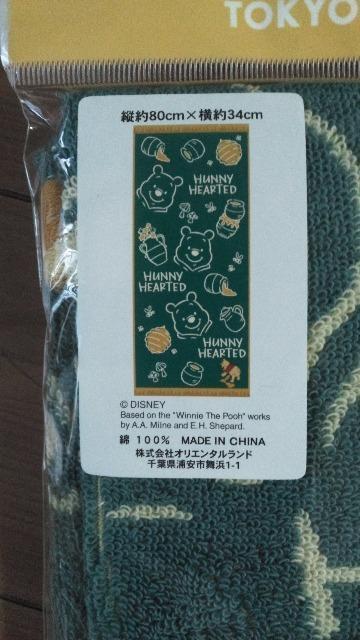 TOKYO
縦約80cm×横約34cm
HUNNY
HEARTED
HUNNY
HEARTED
HUNNY
HEARTED
© DISNEY
Based on the "Winnie The Pooh" works
by A.A. Milne and E.H. Shepard.
綿 100% MADE IN CHINA
株式会社オリエンタルランド
千葉県浦安市舞浜1-1